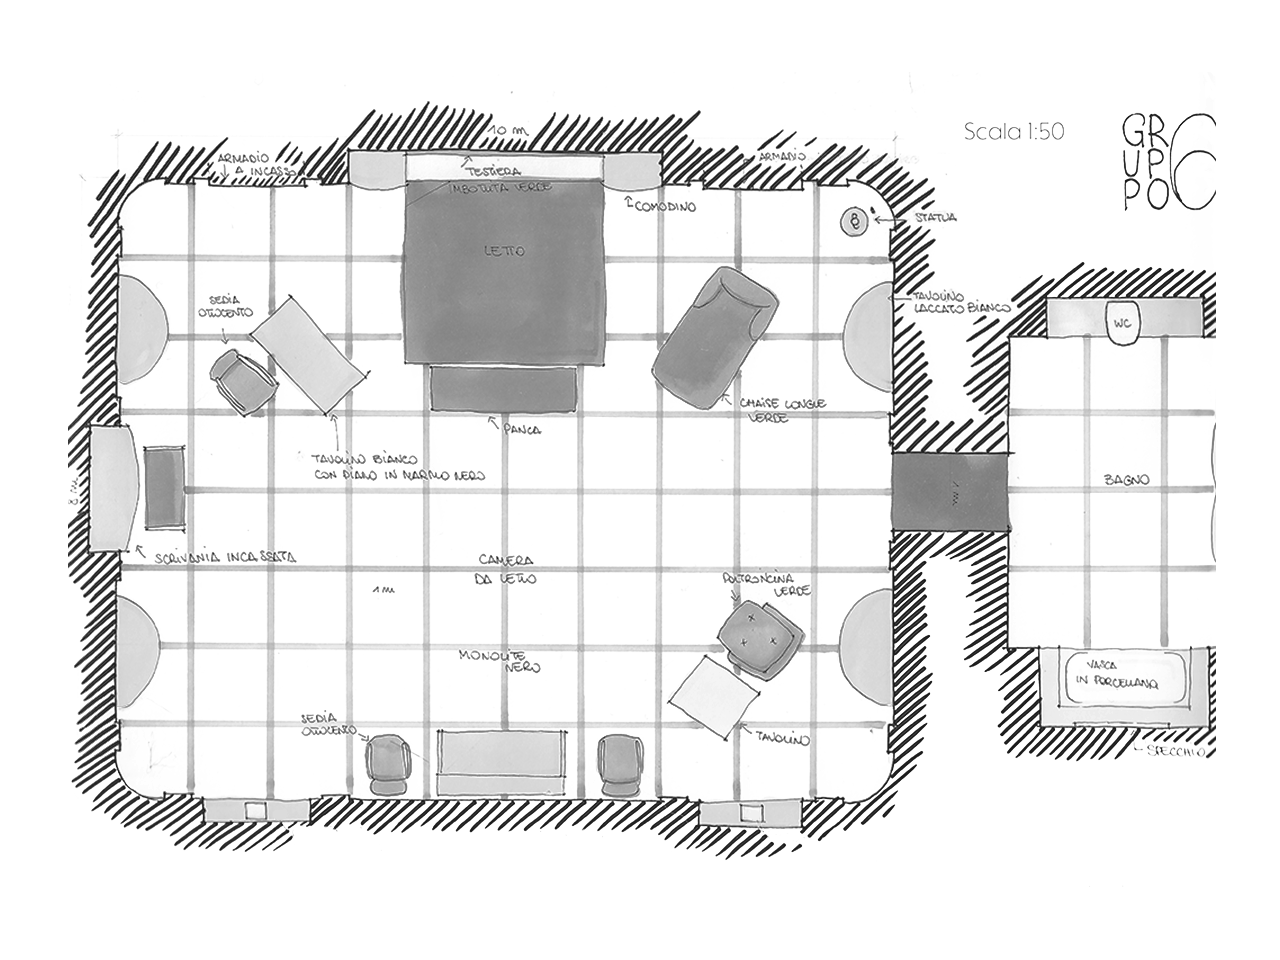 10 m
Scala 1:50
GR
UP
PO
6
ARMADIO
A INCASSO
ARMADIO
TESTIERA
IMBOTTITA VERDE
COMODINO
STATUA
LETTO
SEDIA
OTTOCENTO
TAVOLINO
LACCATO BIANCO
WC
CHAISE LONGUE
VERDE
PANCA
TAVOLINO BIANCO
CON PIANO IN MARMO NERO
8 m
1 m
BAGNO
SCRIVANIA INCASSATA
CAMERA
DA LETTO
1 m
POLTRONCINA
VERDE
MONOLITE
NERO
VASCA
IN PORCELLANA
SEDIA
OTTOCENTO
TAVOLINO
SPECCHIO